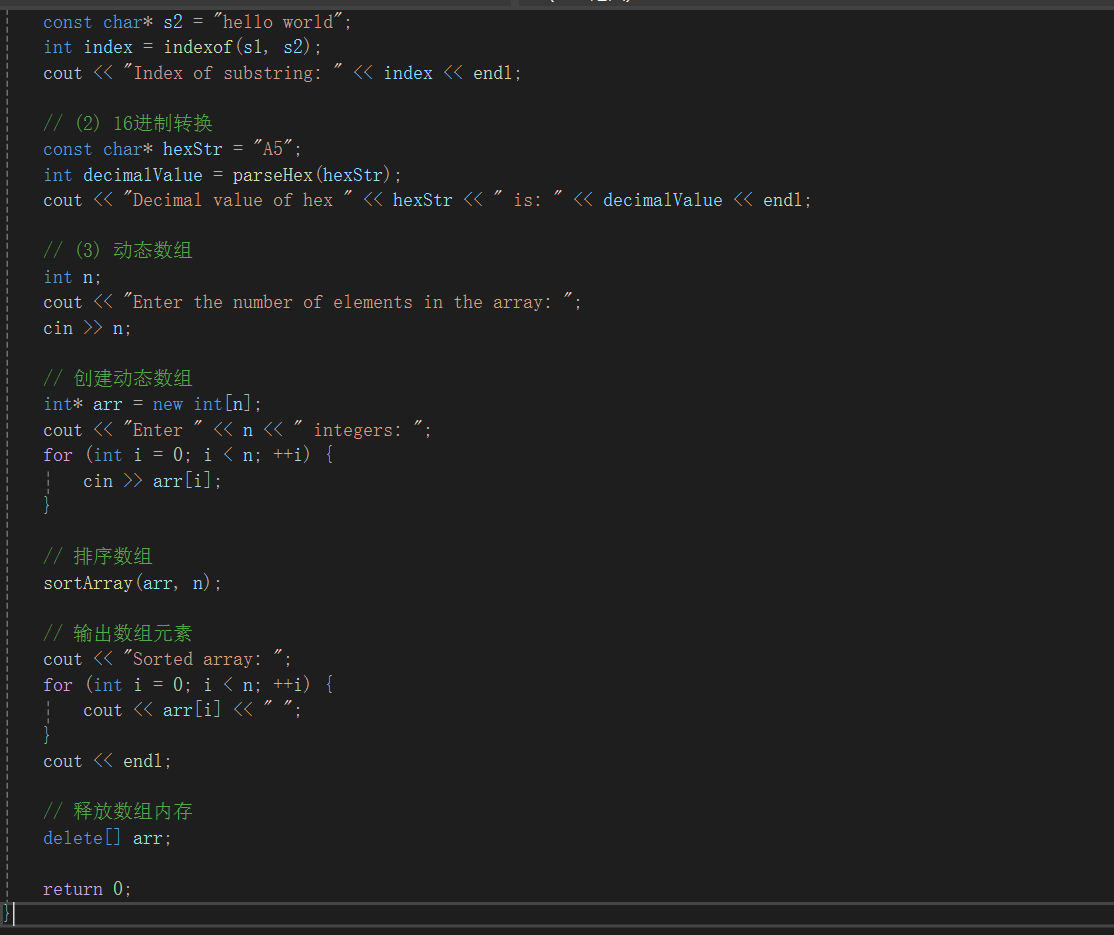 const char* s2 = "hello world";
int index = indexof(s1, s2);
cout << "Index of substring: " << index << endl;
// (2) 16进制转换
const char* hexStr = "A5";
int decimalValue = parseHex(hexStr);
cout << "Decimal value of hex " << hexStr << " is: " << decimalValue << endl;
// (3) 动态数组
int n;
cout << "Enter the number of elements in the array: ";
cin >> n;
// 创建动态数组
int* arr = new int[n];
cout << "Enter " << n << " integers: ";
for (int i = 0; i < n; ++i) {
cin >> arr[i];
}
// 排序数组
sortArray(arr, n);
// 输出数组元素
cout << "Sorted array: ";
for (int i = 0; i < n; ++i) {
cout << arr[i] << " ";
}
cout << endl;
// 释放数组内存
delete[] arr;
return 0;
}